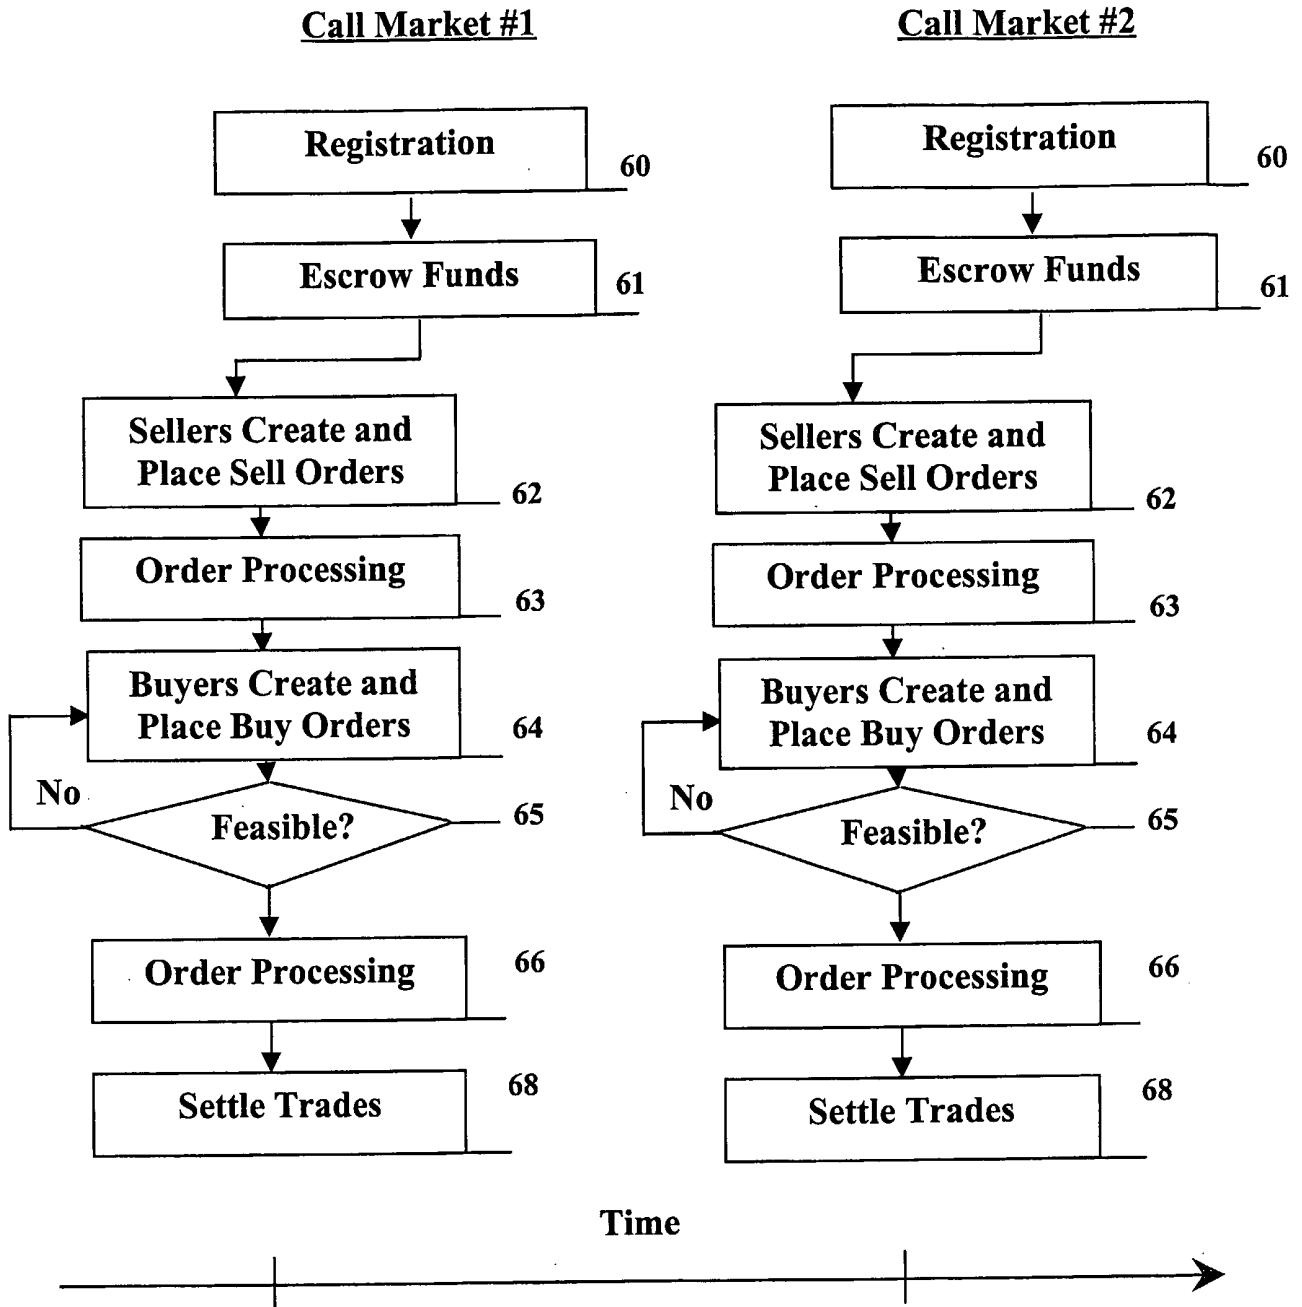 Call Market #1
Registration
60
Escrow Funds
61
Sellers Create and
Place Sell Orders
62
Order Processing
63
Buyers Create and
Place Buy Orders
64
No
Feasible?
65
Order Processing
66
Settle Trades
68
Call Market #2
Registration
60
Escrow Funds
61
Sellers Create and
Place Sell Orders
62
Order Processing
63
Buyers Create and
Place Buy Orders
64
No
Feasible?
65
Order Processing
66
Settle Trades
68
Time